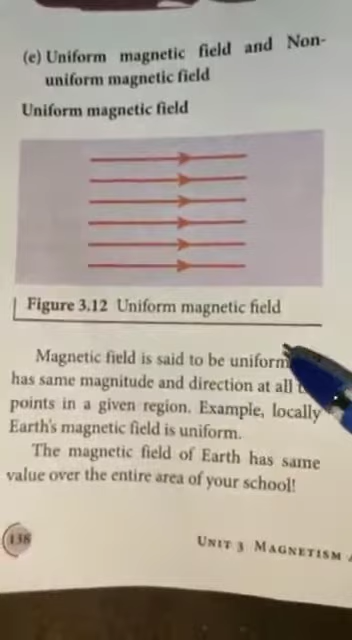 (e) Uniform magnetic field and Non-
uniform magnetic field
Uniform magnetic field
Figure 3.12 Uniform magnetic field
Magnetic field is said to be uniform
has same magnitude and direction at all
points in a given region. Example, locally
Earth's magnetic field is uniform.
The magnetic field of Earth has same
value over the entire area of your school!
138
UNIT 3 MAGNETISM